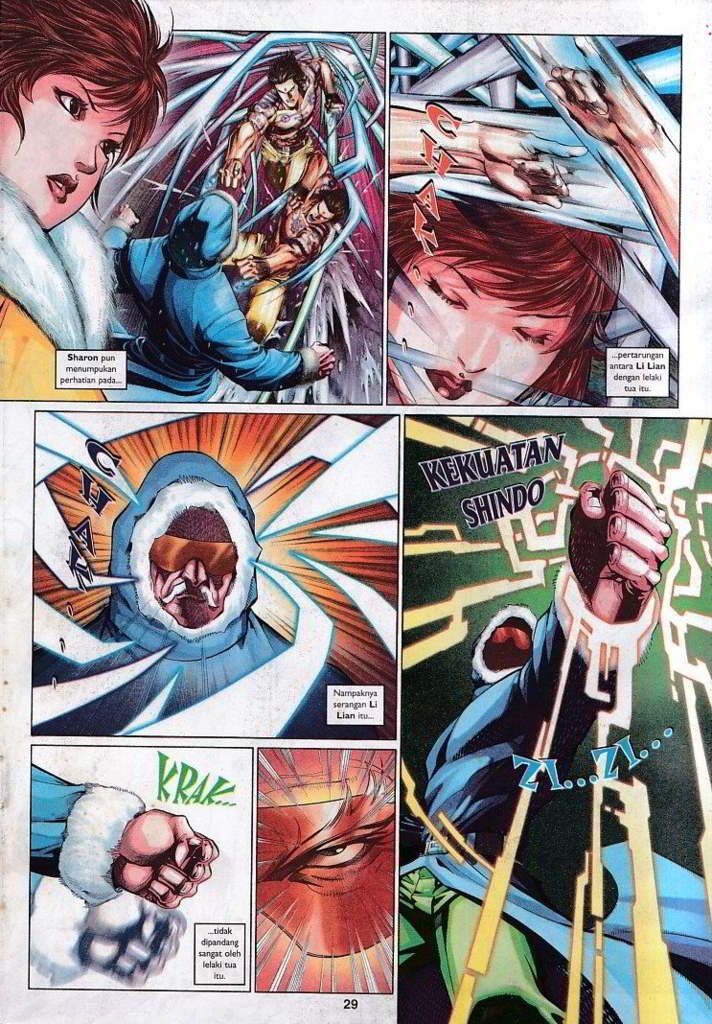 Sharon pun
menumpukan
perhatian pada...
CHAK
...pertarungan
antara Li Lian
dengan lelaki
tua itu.
CHAK
Nampaknya
serangan Li
Lian itu...
KEKUATAN
SHINDO
ZI...ZI...
KRAK...
...tidak
dipandang
sangat oleh
lelaki tua
itu.
29